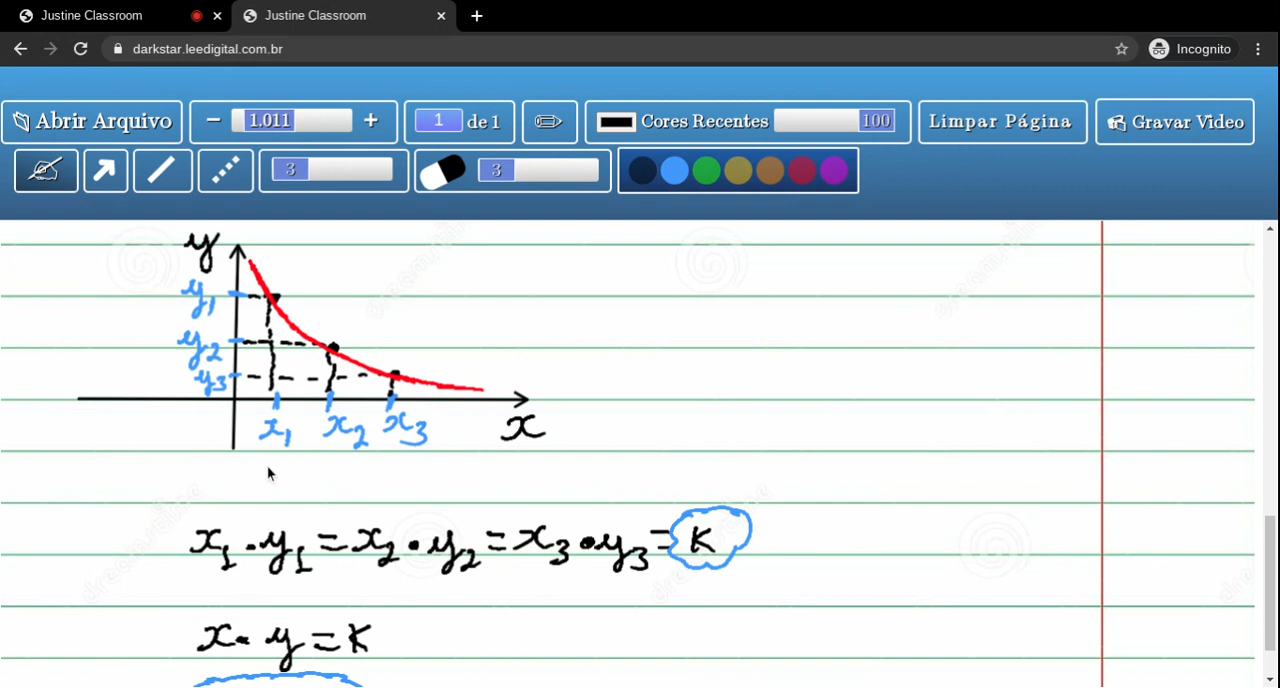 Justine Classroom
Justine Classroom
darkstar.leedigital.com.br
Incognito
Abrir Arquivo
− 1.011 +
1 de 1
Cores Recentes 100
Limpar Página
Gravar Video
3
3
y
y₁
y₂
y₃
x₁ x₂ x₃ x
x₁ · y₁ = x₂ · y₂ = x₃ · y₃ = K
x · y = K